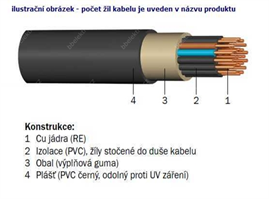 ilustrační obrázek - počet žil kabelu je uveden v názvu produktu
4 3 2 1
Konstrukce:
1 Cu jádra (RE)
2 Izolace (PVC), žíly stočené do duše kabelu
3 Obal (výplňová guma)
4 Plášť (PVC černý, odolný proti UV záření)